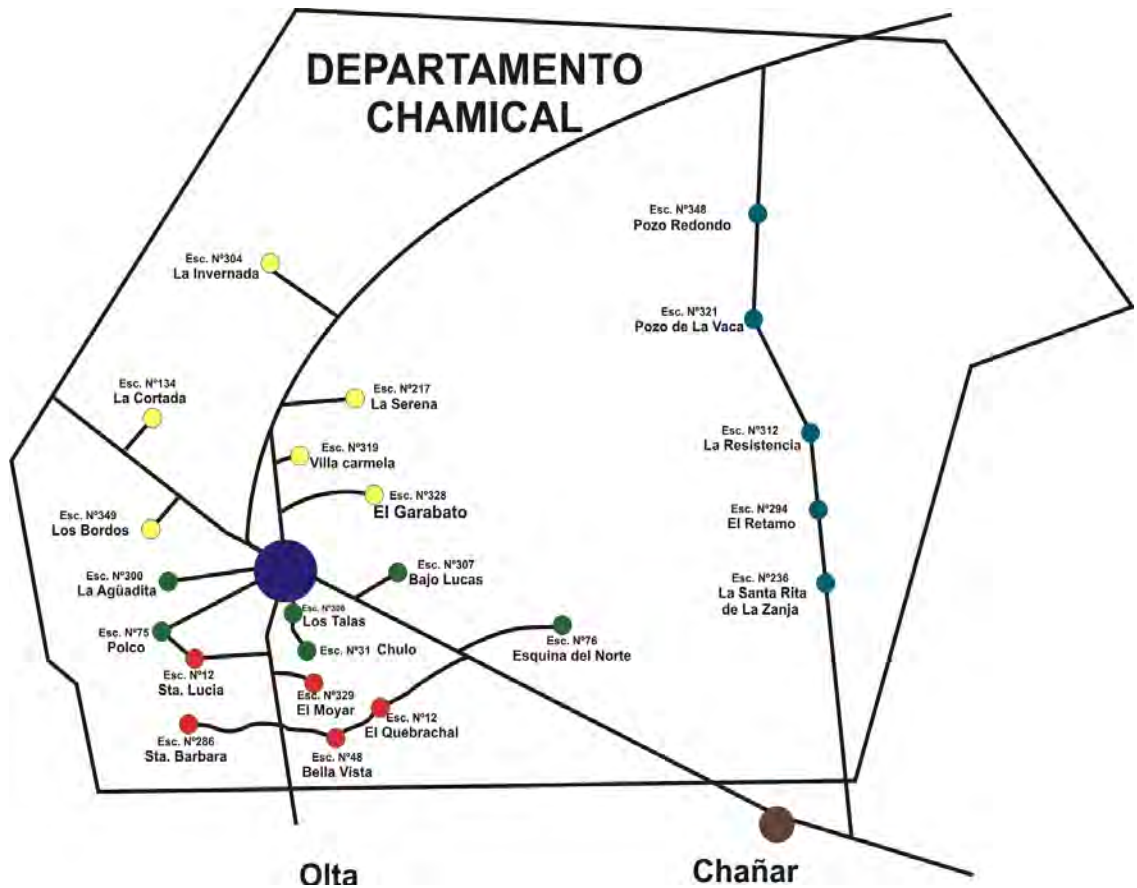 DEPARTAMENTO
CHAMICAL
Esc. Nº348
Pozo Redondo
Esc. Nº304
La Invernada
Esc. Nº321
Pozo de La Vaca
Esc. Nº134
La Cortada
Esc. Nº217
La Serena
Esc. Nº312
La Resistencia
Esc. Nº319
Villa carmela
Esc. Nº328
El Garabato
Esc. Nº349
Los Bordos
Esc. Nº294
El Retamo
Esc. Nº300
La Agüadita
Esc. Nº307
Bajo Lucas
Esc. Nº236
La Santa Rita
de La Zanja
Esc. Nº306
Los Talas
Esc. Nº75
Polco
Esc. Nº31 Chulo
Esc. Nº76
Esquina del Norte
Esc. Nº12
Sta. Lucia
Esc. Nº329
El Moyar
Esc. Nº12
El Quebrachal
Esc. Nº286
Sta. Barbara
Esc. Nº48
Bella Vista
Olta
Chañar